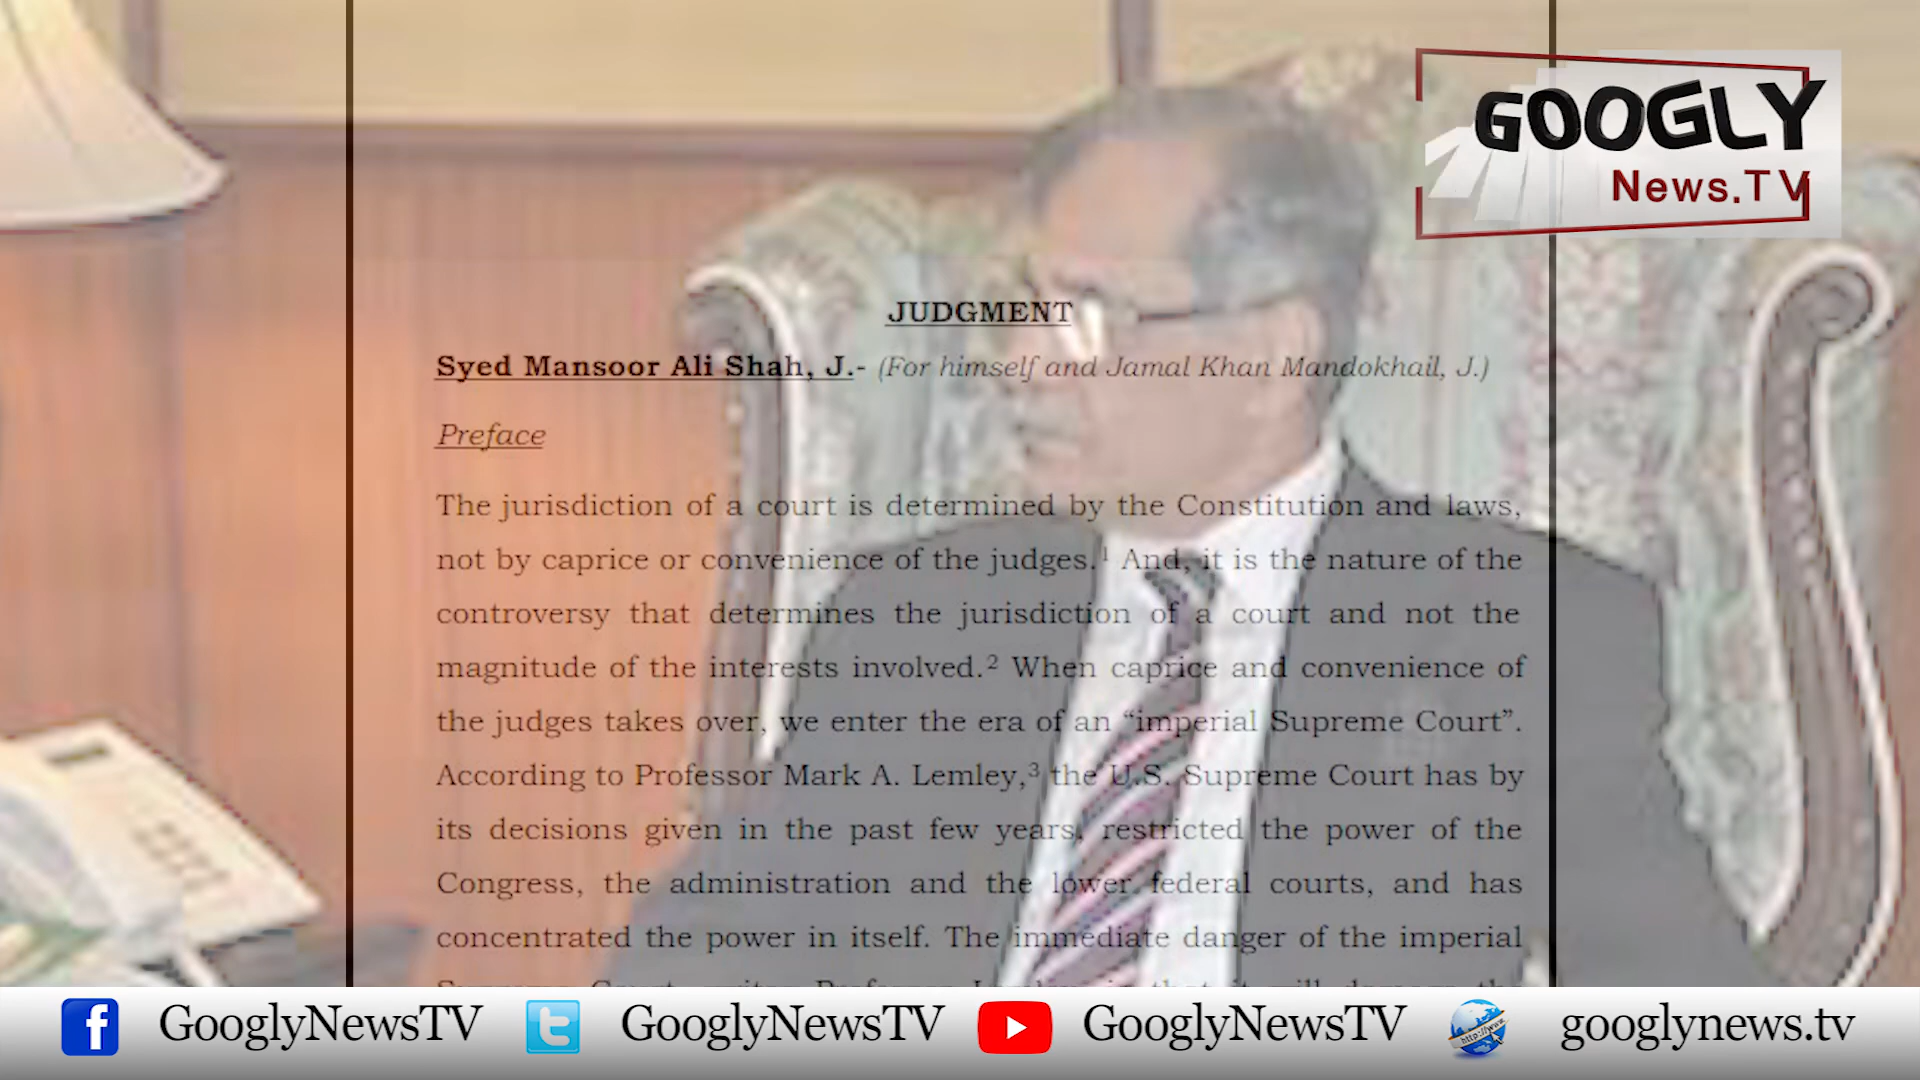 GOOGLY
News.TV
JUDGMENT
Syed Mansoor Ali Shah, J.- (For himself and Jamal Khan Mandokhail, J.)
Preface
The jurisdiction of a court is determined by the Constitution and laws,
not by caprice or convenience of the judges.1 And, it is the nature of the
controversy that determines the jurisdiction of a court and not the
magnitude of the interests involved.2 When caprice and convenience of
the judges takes over, we enter the era of an “imperial Supreme Court”.
According to Professor Mark A. Lemley,3 the U.S. Supreme Court has by
its decisions given in the past few years, restricted the power of the
Congress, the administration and the lower federal courts, and has
concentrated the power in itself. The immediate danger of the imperial
GooglyNewsTV GooglyNewsTV GooglyNewsTV googlynews.tv